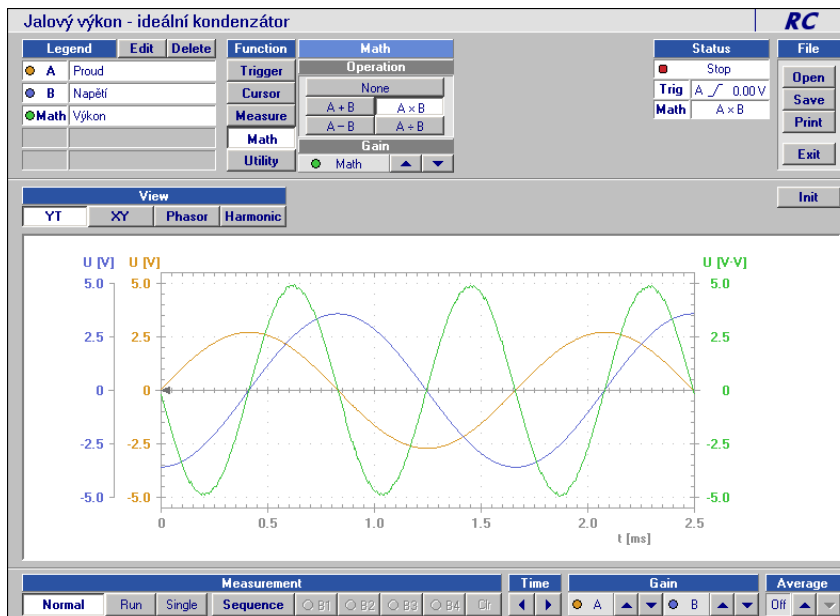 Jalový výkon - ideální kondenzátor
RC
Legend Edit Delete
A Proud
B Napětí
Math Výkon
Function
Trigger
Cursor
Measure
Math
Utility
Math
Operation
None
A + B A × B
A − B A ÷ B
Gain
Math
Status
Stop
Trig A 0.00 V
Math A × B
File
Open
Save
Print
Exit
Init
View
YT XY Phasor Harmonic
U [V] U [V] U [V·V]
5.0 5.0 5.0
2.5 2.5 2.5
0 0 0
-2.5 -2.5 -2.5
-5.0 -5.0 -5.0
0 0.5 1.0 1.5 2.0 2.5
t [ms]
Measurement Time Gain Average
Normal Run Single Sequence B1 B2 B3 B4 Clr A B Off